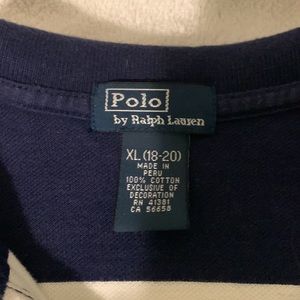 Polo
by Ralph Lauren
XL (18-20)
MADE IN
PERU
100% COTTON
EXCLUSIVE OF
DECORATION
RN 41381
CA 56658